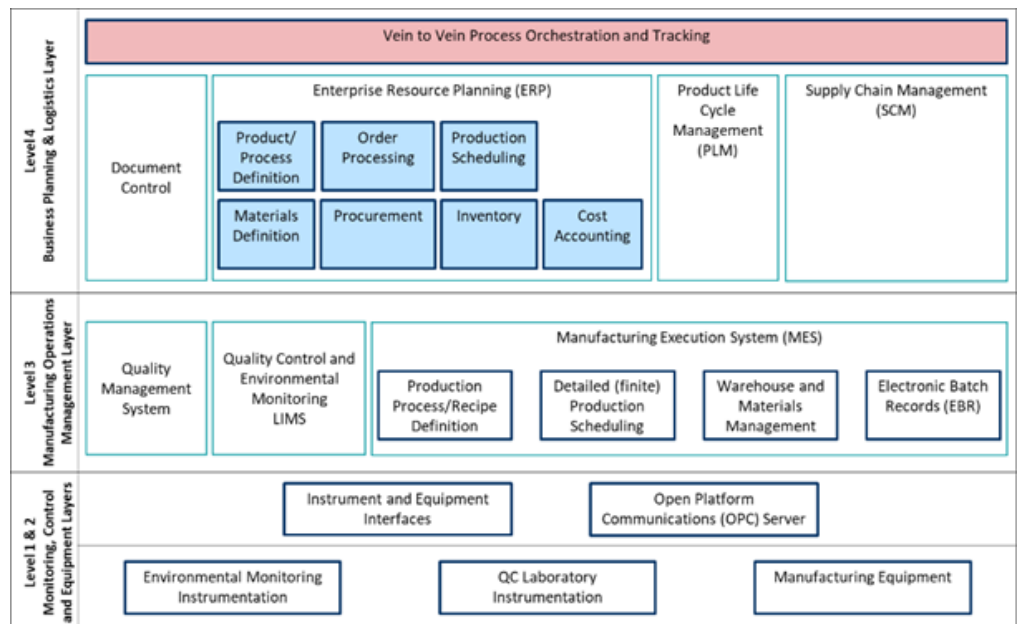 Level 4
Business Planning & Logistics Layer
Vein to Vein Process Orchestration and Tracking
Document
Control
Enterprise Resource Planning (ERP)
Product/
Process
Definition
Order
Processing
Production
Scheduling
Materials
Definition
Procurement
Inventory
Cost
Accounting
Product Life
Cycle
Management
(PLM)
Supply Chain Management
(SCM)
Level 3
Manufacturing Operations
Management Layer
Quality
Management
System
Quality Control and
Environmental
Monitoring
LIMS
Manufacturing Execution System (MES)
Production
Process/Recipe
Definition
Detailed (finite)
Production
Scheduling
Warehouse and
Materials
Management
Electronic Batch
Records (EBR)
Level 1 & 2
Monitoring, Control
and Equipment Layers
Instrument and Equipment
Interfaces
Open Platform
Communications (OPC) Server
Environmental Monitoring
Instrumentation
QC Laboratory
Instrumentation
Manufacturing Equipment